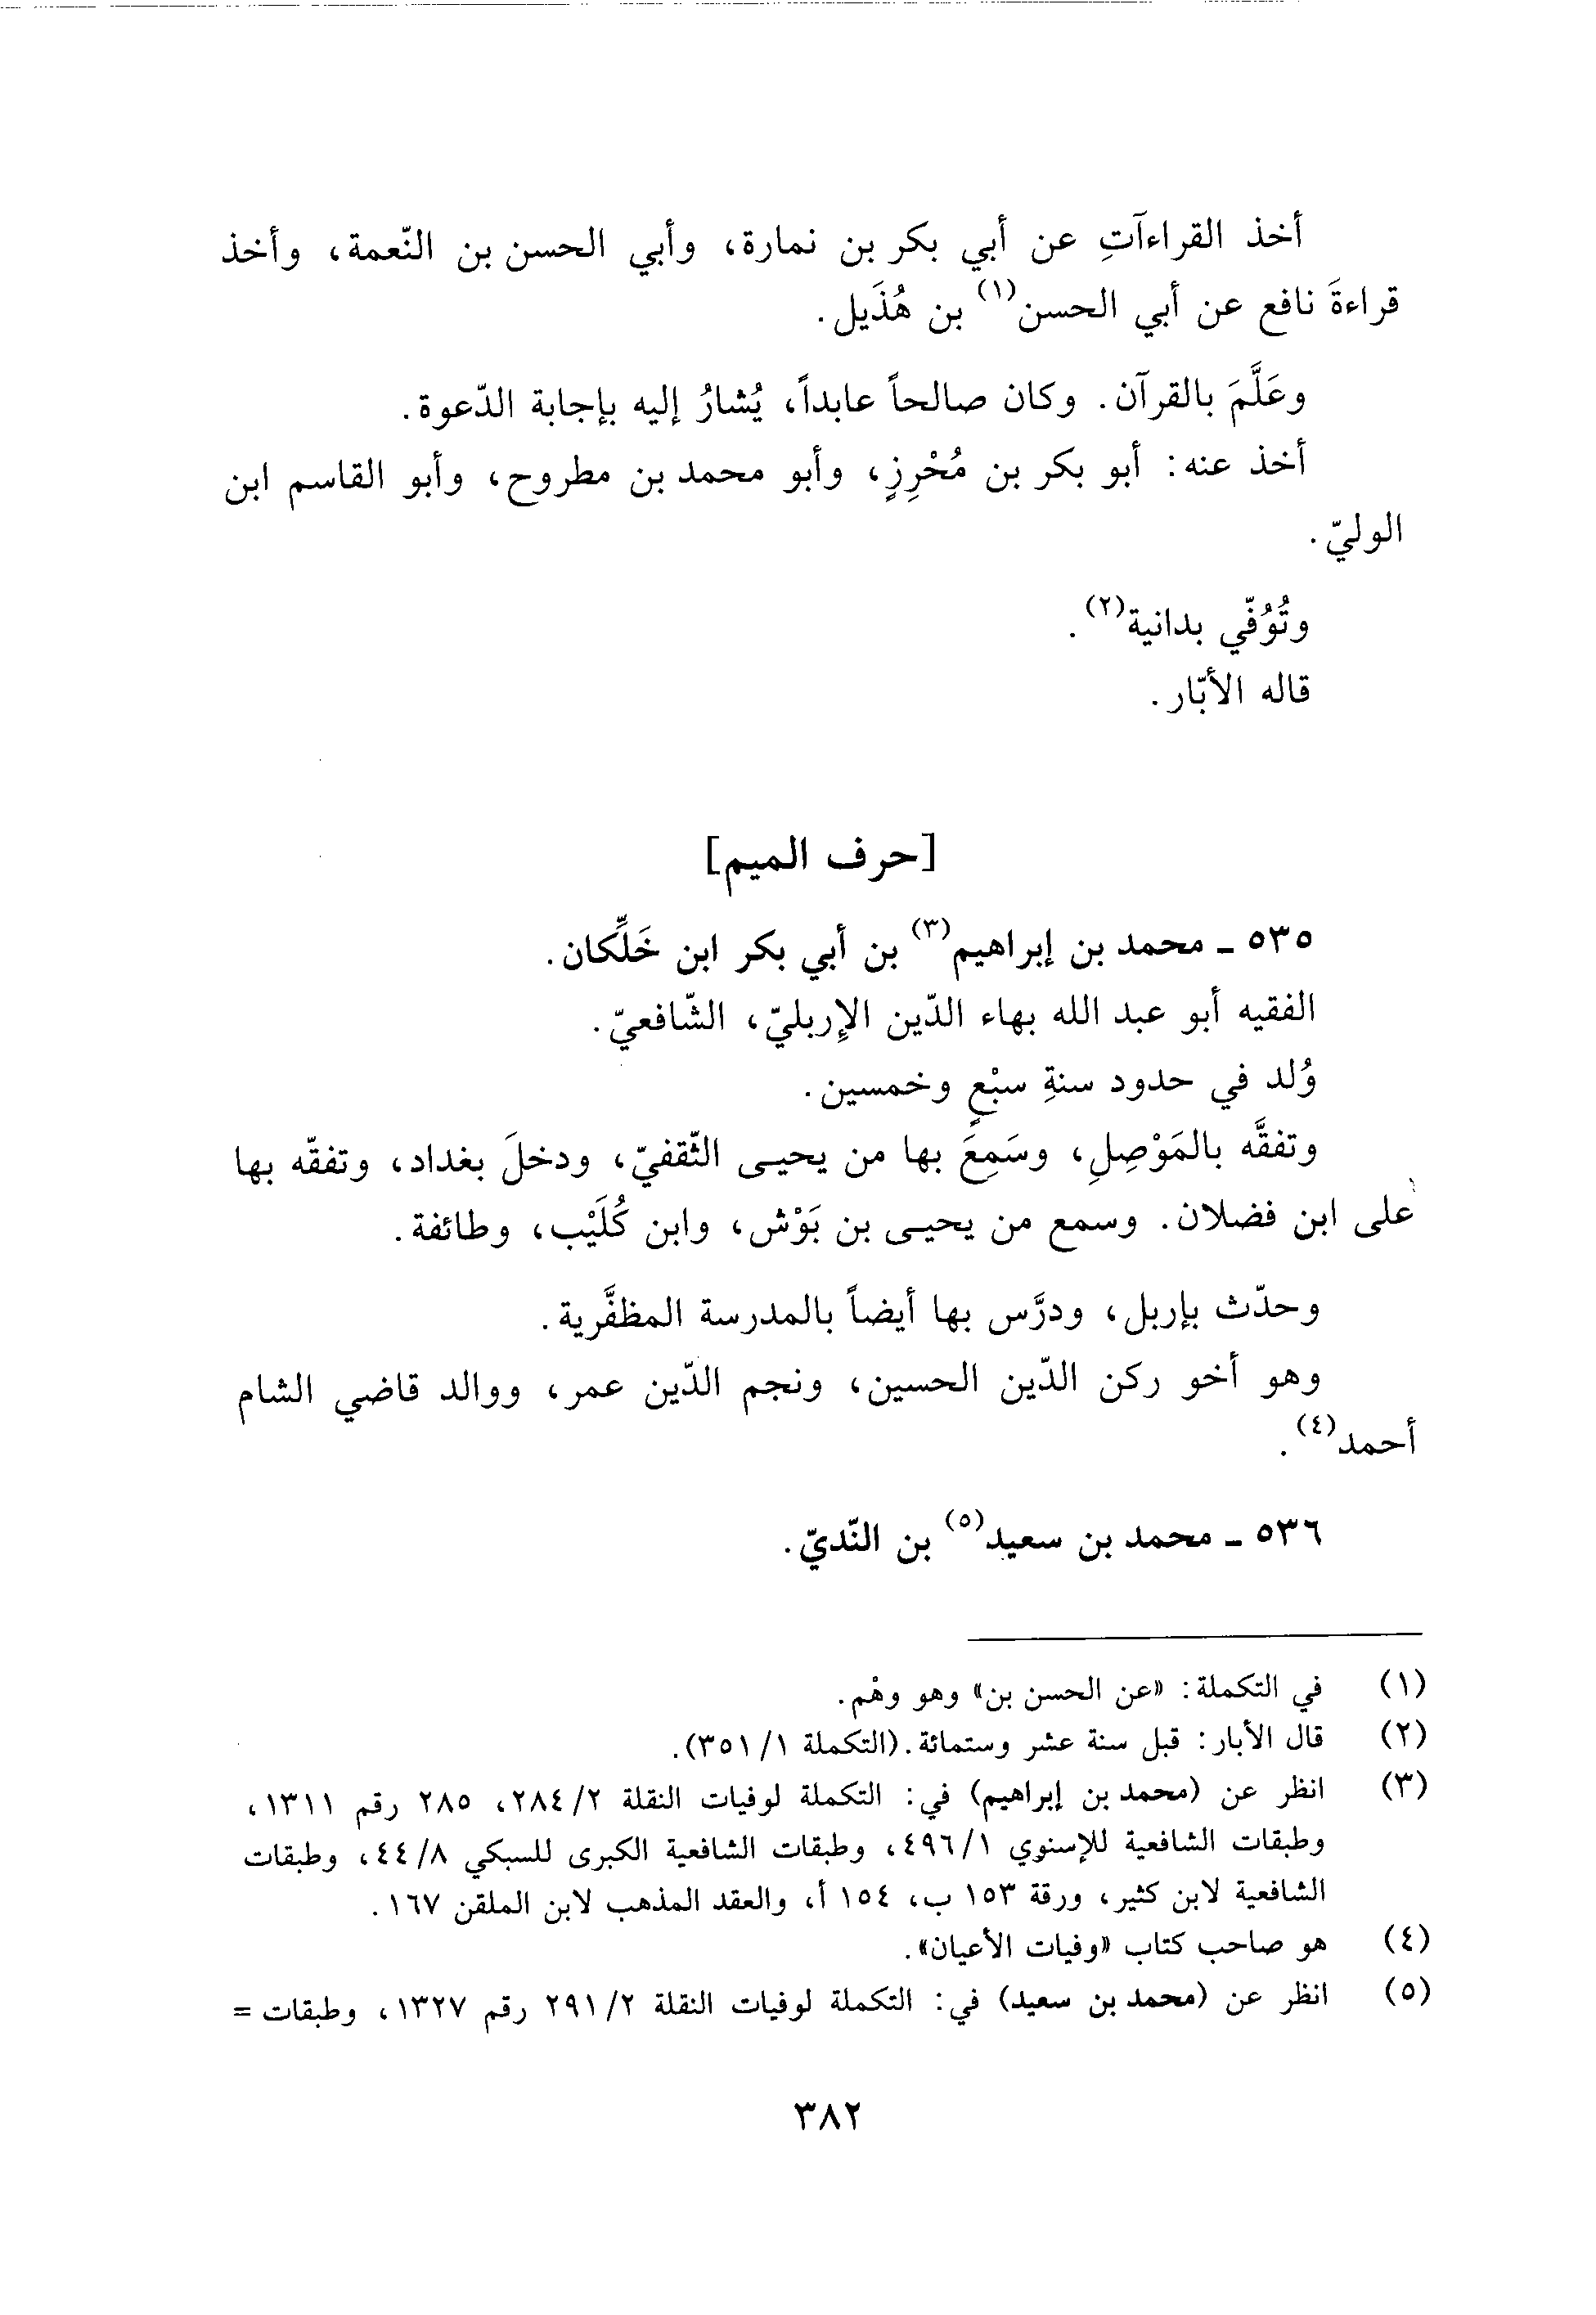 أخذ القراءآتِ عن أبي بكر بن نمارة، وأبي الحسن بن النّعمة، وأخذ
قراءةَ نافع عن أبي الحسن(١) بن هُذَيل.
وعَلَّمَ بالقرآن. وكان صالحاً عابداً، يُشارُ إليه بإجابة الدّعوة.
أخذ عنه: أبو بكر بن مُحْرِزٍ، وأبو محمد بن مطروح، وأبو القاسم ابن
الوليّ.
وتُوُفّي بدانية(٢).
قاله الأبّار.
[حرف الميم]
٥٣٥ ـ محمد بن إبراهيم(٣) بن أبي بكر ابن خَلِّكان.
الفقيه أبو عبد الله بهاء الدّين الإربليّ، الشّافعيّ.
وُلد في حدود سنةِ سبْعٍ وخمسين.
وتفقَّه بالمَوْصِلِ، وسَمِعَ بها من يحيـى الثّقفيّ، ودخلَ بغداد، وتفقّه بها
على ابن فضلان. وسمع من يحيـى بن بَوْش، وابن كُلَيْب، وطائفة.
وحدّث بإربل، ودرَّس بها أيضاً بالمدرسة المظفَّرية.
وهو أخو ركن الدّين الحسين، ونجم الدّين عمر، ووالد قاضي الشام
أحمد(٤).
٥٣٦ ـ محمد بن سعيد(٥) بن النّديّ.
(١) في التكملة: «عن الحسن بن» وهو وهْم.
(٢) قال الأبار: قبل سنة عشر وستمائة. (التكملة ١/ ٣٥١).
(٣) انظر عن (محمد بن إبراهيم) في: التكملة لوفيات النقلة ٢/ ٢٨٤، ٢٨٥ رقم ١٣١١،
وطبقات الشافعية للإسنوي ١/ ٤٩٦، وطبقات الشافعية الكبرى للسبكي ٨/ ٤٤، وطبقات
الشافعية لابن كثير، ورقة ١٥٣ ب، ١٥٤ أ، والعقد المذهب لابن الملقن ١٦٧.
(٤) هو صاحب كتاب «وفيات الأعيان».
(٥) انظر عن (محمد بن سعيد) في: التكملة لوفيات النقلة ٢/ ٢٩١ رقم ١٣٢٧، وطبقات =
٣٨٢